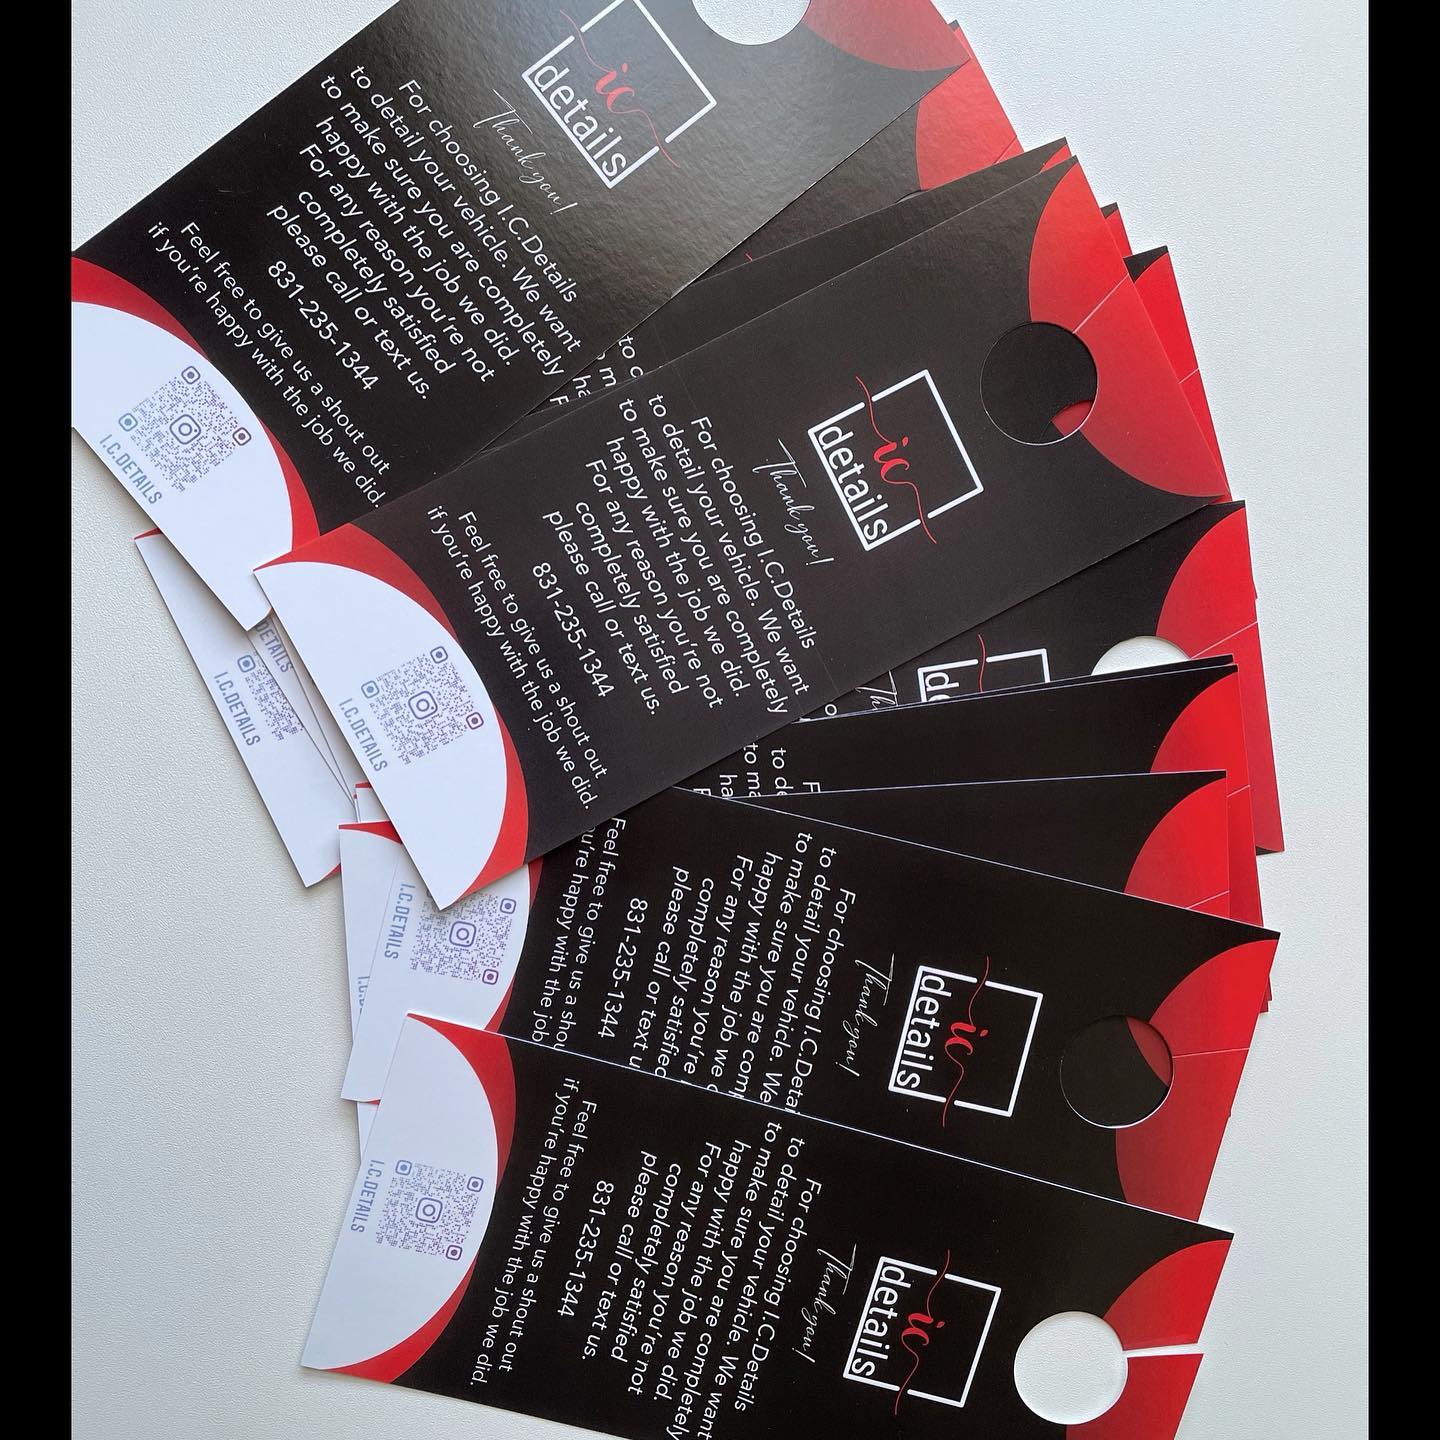 ic
details
Thank you!
For choosing I.C.Details
to detail your vehicle. We want
to make sure you are completely
happy with the job we did.
For any reason you're not
completely satisfied
please call or text us.
831-235-1344
Feel free to give us a shout out
if you're happy with the job we did.
I.C.DETAILS
ic
details
Thank you!
For choosing I.C.Details
to detail your vehicle. We want
to make sure you are completely
happy with the job we did.
For any reason you're not
completely satisfied
please call or text us.
831-235-1344
Feel free to give us a shout out
if you're happy with the job we did.
I.C.DETAILS
I.C.DETAILS
ic
details
Thank you!
For choosing I.C.Detai
to detail your vehicle. We
to make sure you are comp
happy with the job we d
For any reason you're
completely satisfied
please call or text u
831-235-1344
Feel free to give us a shou
you're happy with the job
I.C.DETAILS
ic
details
Thank you!
For choosing I.C.Details
to detail your vehicle. We want
to make sure you are completely
happy with the job we did.
For any reason you're not
completely satisfied
please call or text us.
831-235-1344
Feel free to give us a shout out
if you're happy with the job we did.
I.C.DETAILS